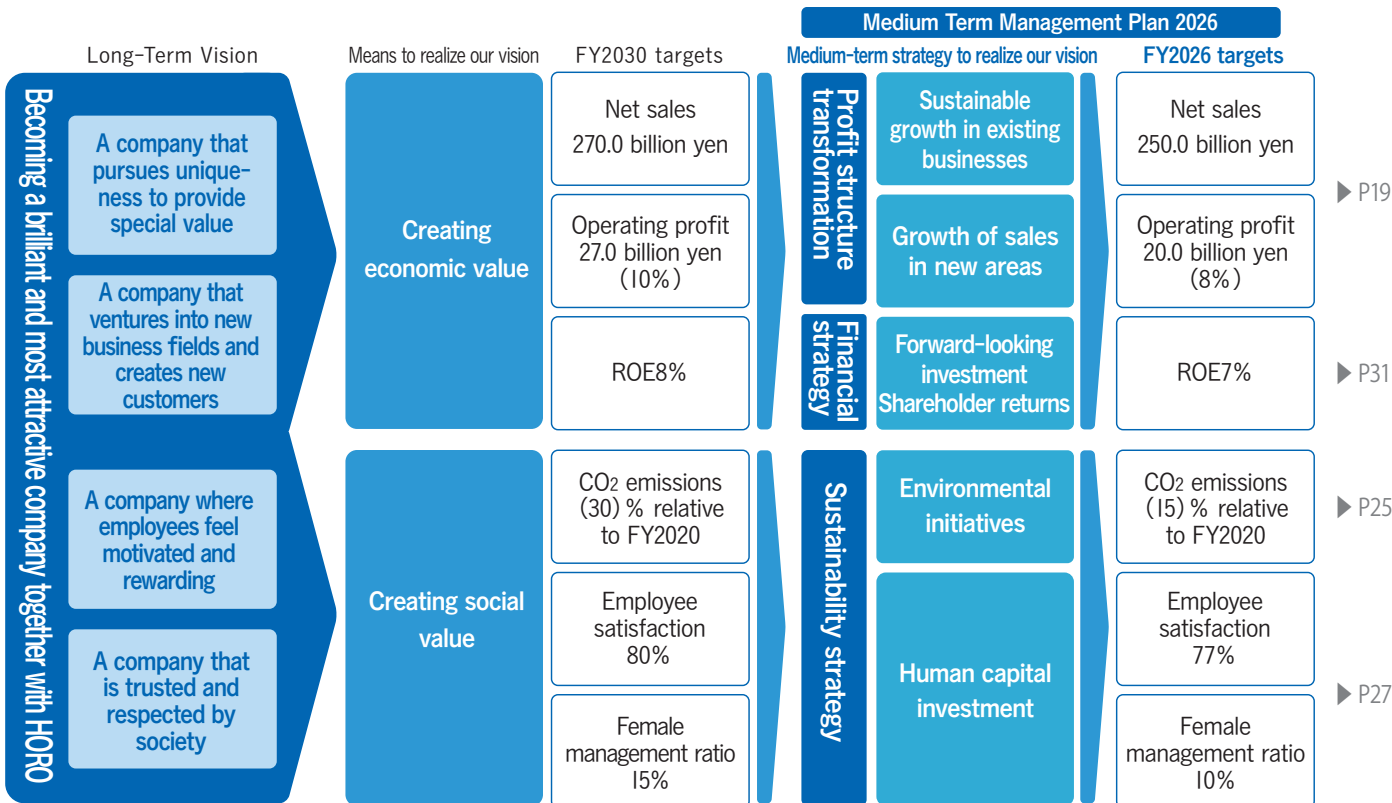 Medium Term Management Plan 2026
Long-Term Vision
Means to realize our vision
FY2030 targets
Medium-term strategy to realize our vision
FY2026 targets
Becoming a brilliant and most attractive company together with HORO
A company that
pursues unique-
ness to provide
special value
A company that
ventures into new
business fields and
creates new
customers
A company where
employees feel
motivated and
rewarding
A company that
is trusted and
respected by
society
Creating
economic value
Net sales
270.0 billion yen
Operating profit
27.0 billion yen
(10%)
ROE8%
Profit structure
transformation
Sustainable
growth in existing
businesses
Growth of sales
in new areas
Financial
strategy
Forward-looking
investment
Shareholder returns
Net sales
250.0 billion yen
Operating profit
20.0 billion yen
(8%)
ROE7%
▶ P19
▶ P31
Creating social
value
CO2 emissions
(30) % relative
to FY2020
Employee
satisfaction
80%
Female
management ratio
15%
Sustainability strategy
Environmental
initiatives
Human capital
investment
CO2 emissions
(15) % relative
to FY2020
Employee
satisfaction
77%
Female
management ratio
10%
▶ P25
▶ P27